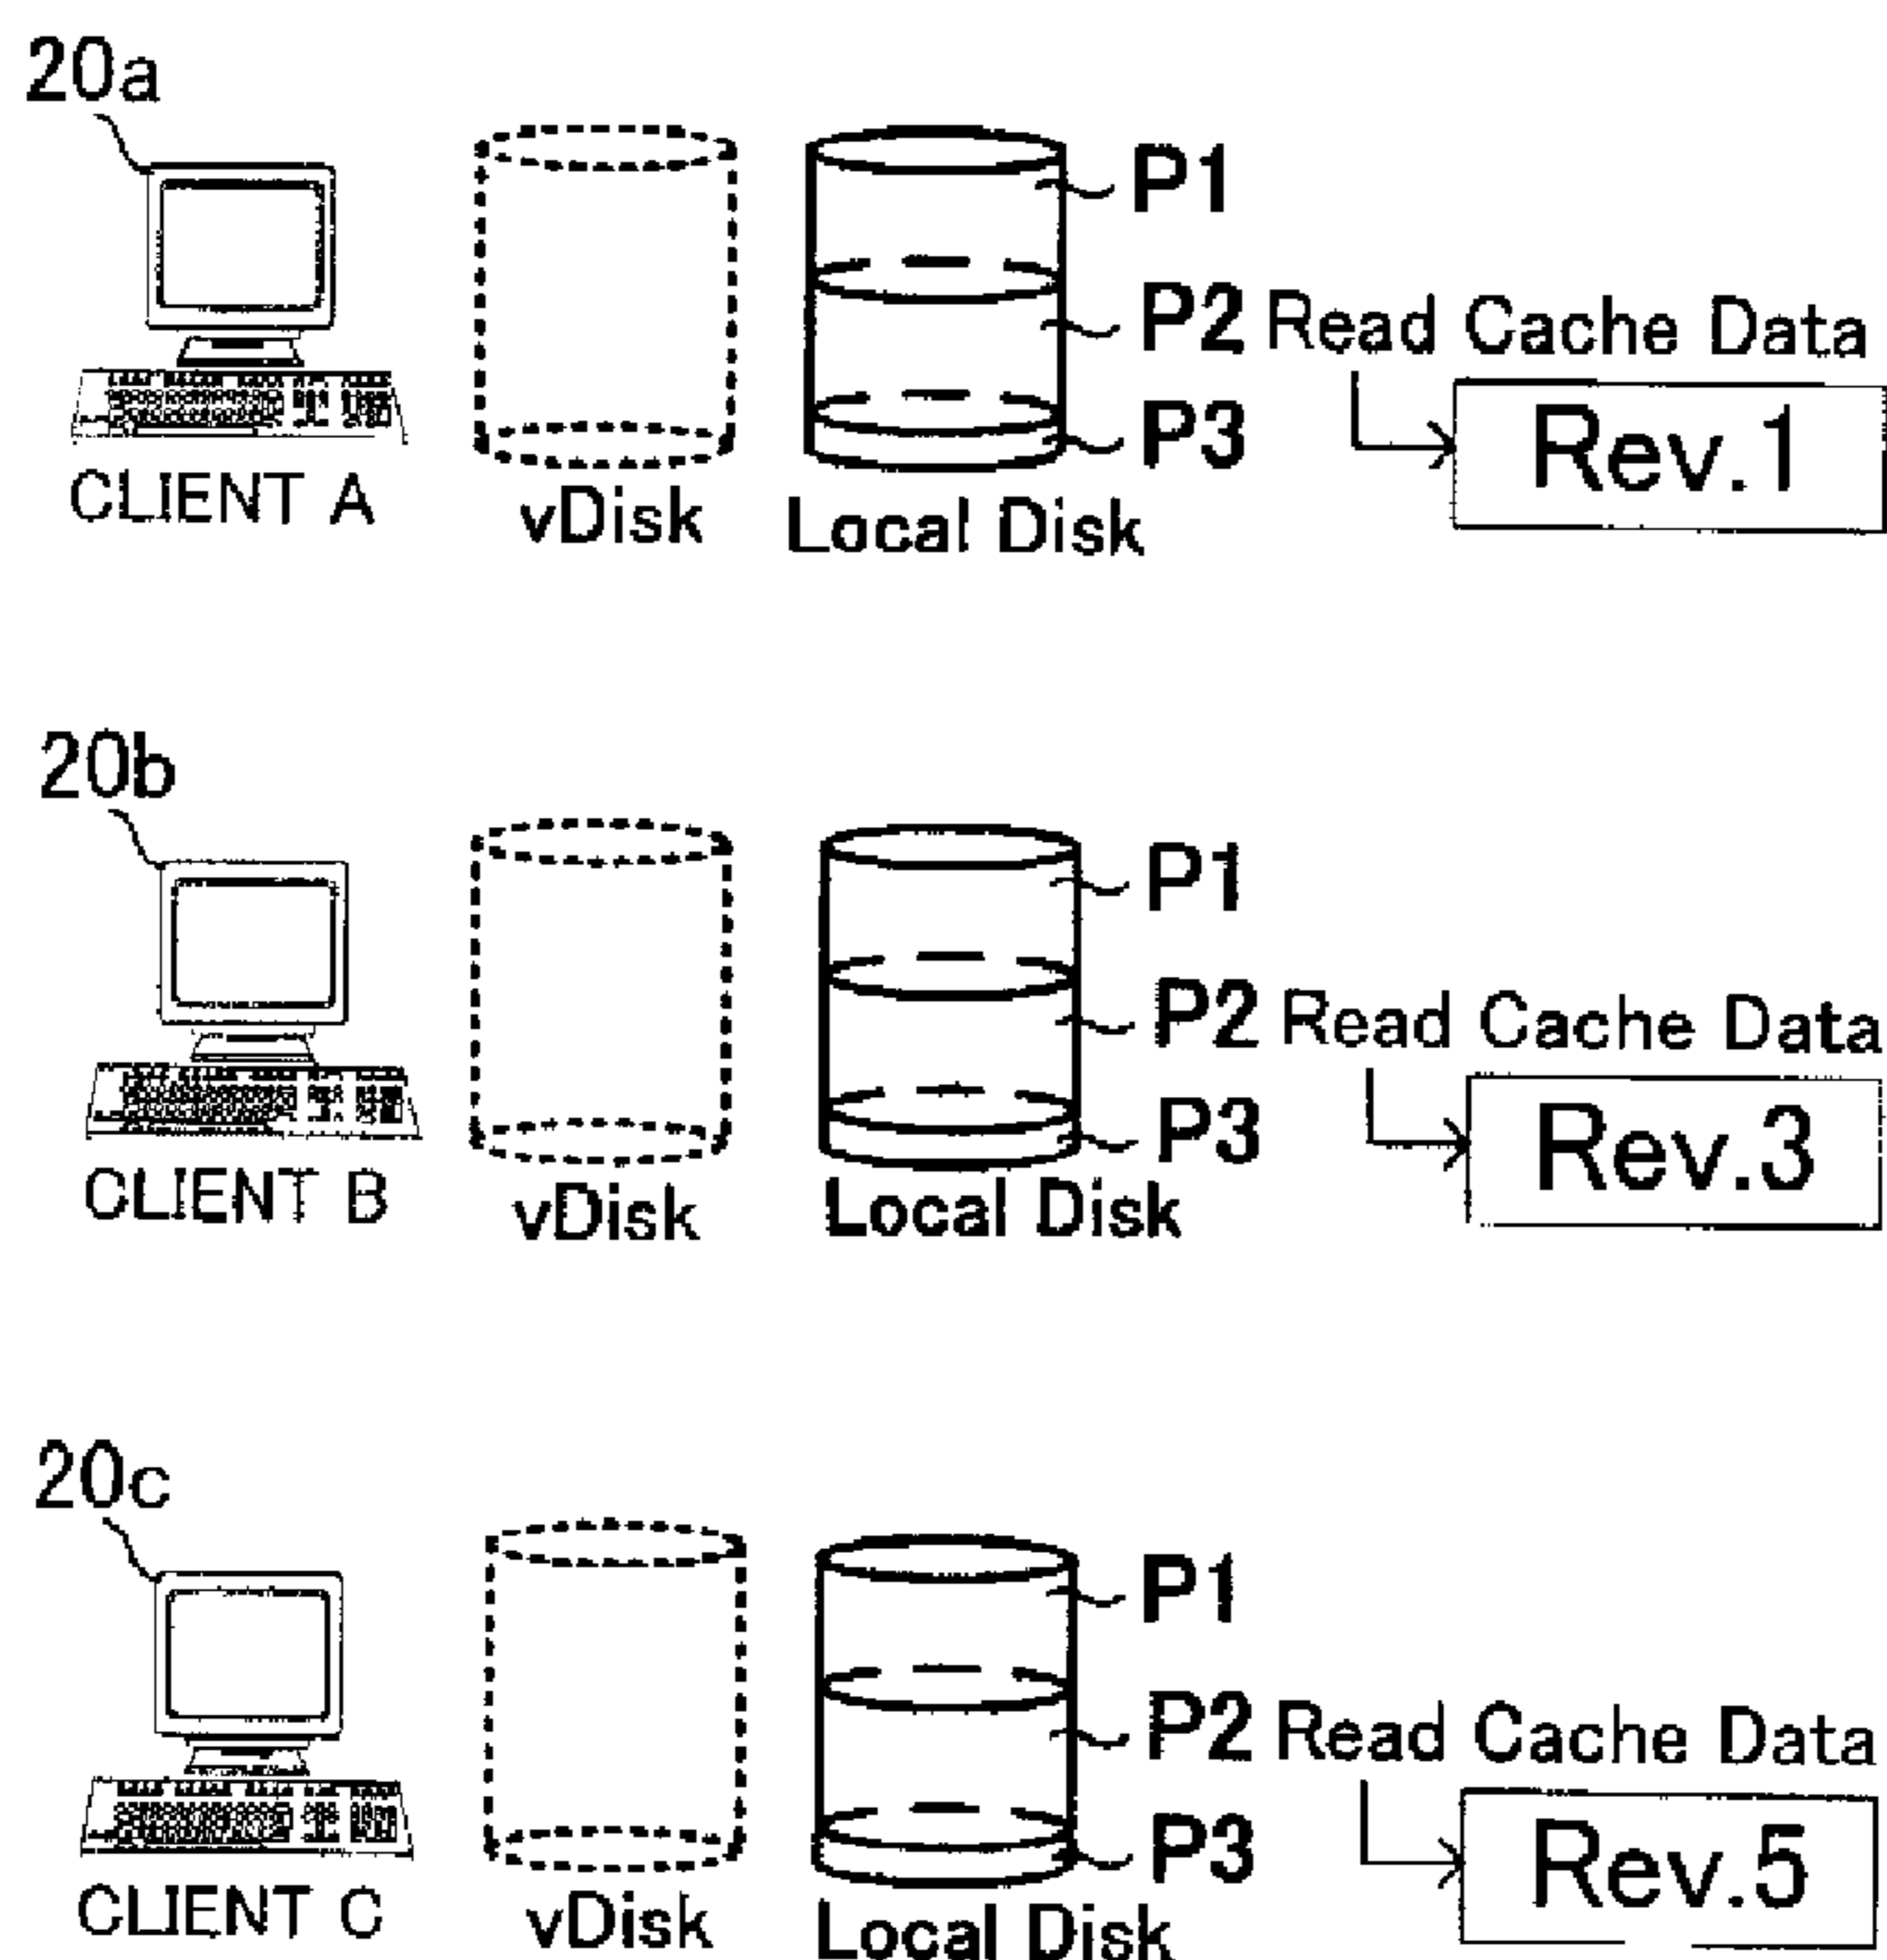 20a
P1
P2 Read Cache Data
P3
Rev.1
CLIENT A
vDisk
Local Disk
20b
P1
P2 Read Cache Data
P3
Rev.3
CLIENT B
vDisk
Local Disk
20c
P1
P2 Read Cache Data
P3
Rev.5
CLIENT C
vDisk
Local Disk